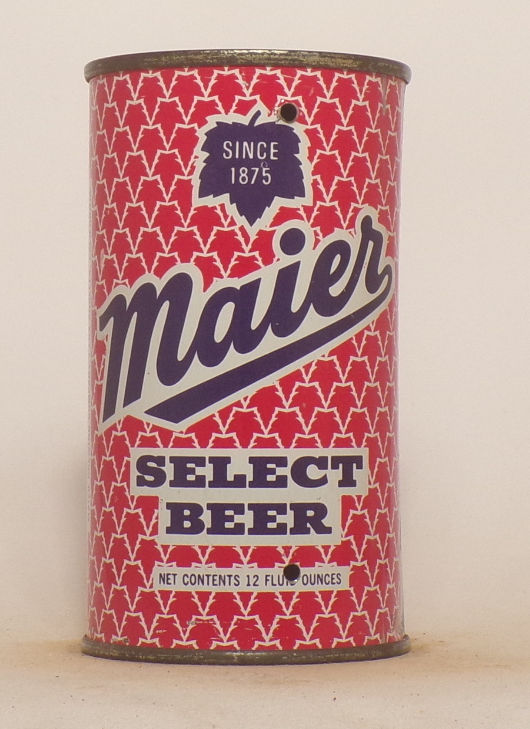 SINCE
1875
Maier
SELECT
BEER
NET CONTENTS 12 FLUID OUNCES